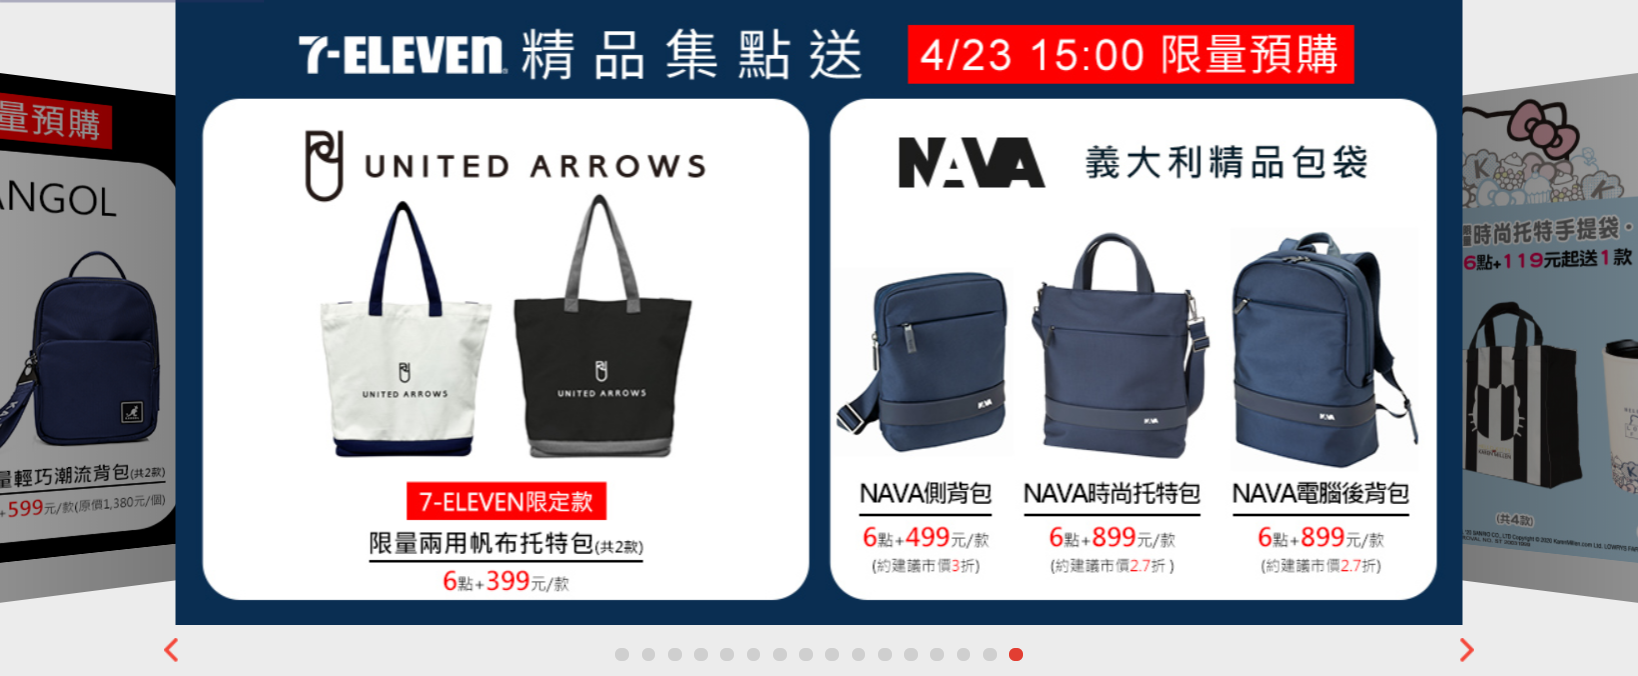 7-ELEVEN. 精品集點送
4/23 15:00 限量預購
UNITED ARROWS
UNITED ARROWS
UNITED ARROWS
7-ELEVEN限定款
限量兩用帆布托特包(共2款)
6點+399元/款
NAVA 義大利精品包袋
NAVA
NAVA
NAVA
NAVA側背包
6點+499元/款
(約建議市價3折)
NAVA時尚托特包
6點+899元/款
(約建議市價2.7折)
NAVA電腦後背包
6點+899元/款
(約建議市價2.7折)
量預購
ANGOL
量輕巧潮流背包(共2款)
+599元/款(原價1,380元/個)
K
K
時尚托特手提袋・
6點+119元起送1款
(共4款)